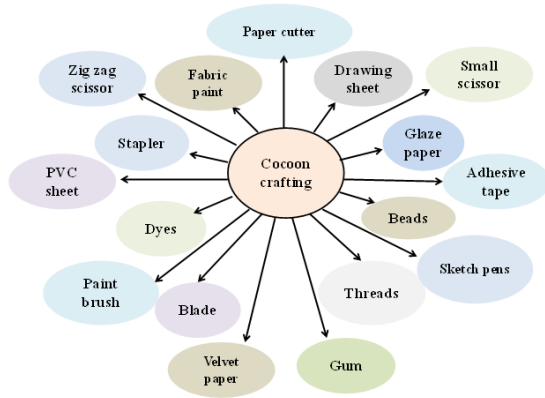 Paper cutter
Zig zag
scissor
Fabric
paint
Drawing
sheet
Small
scissor
Stapler
Cocoon
crafting
Glaze
paper
PVC
sheet
Adhesive
tape
Dyes
Beads
Paint
brush
Blade
Threads
Sketch pens
Velvet
paper
Gum